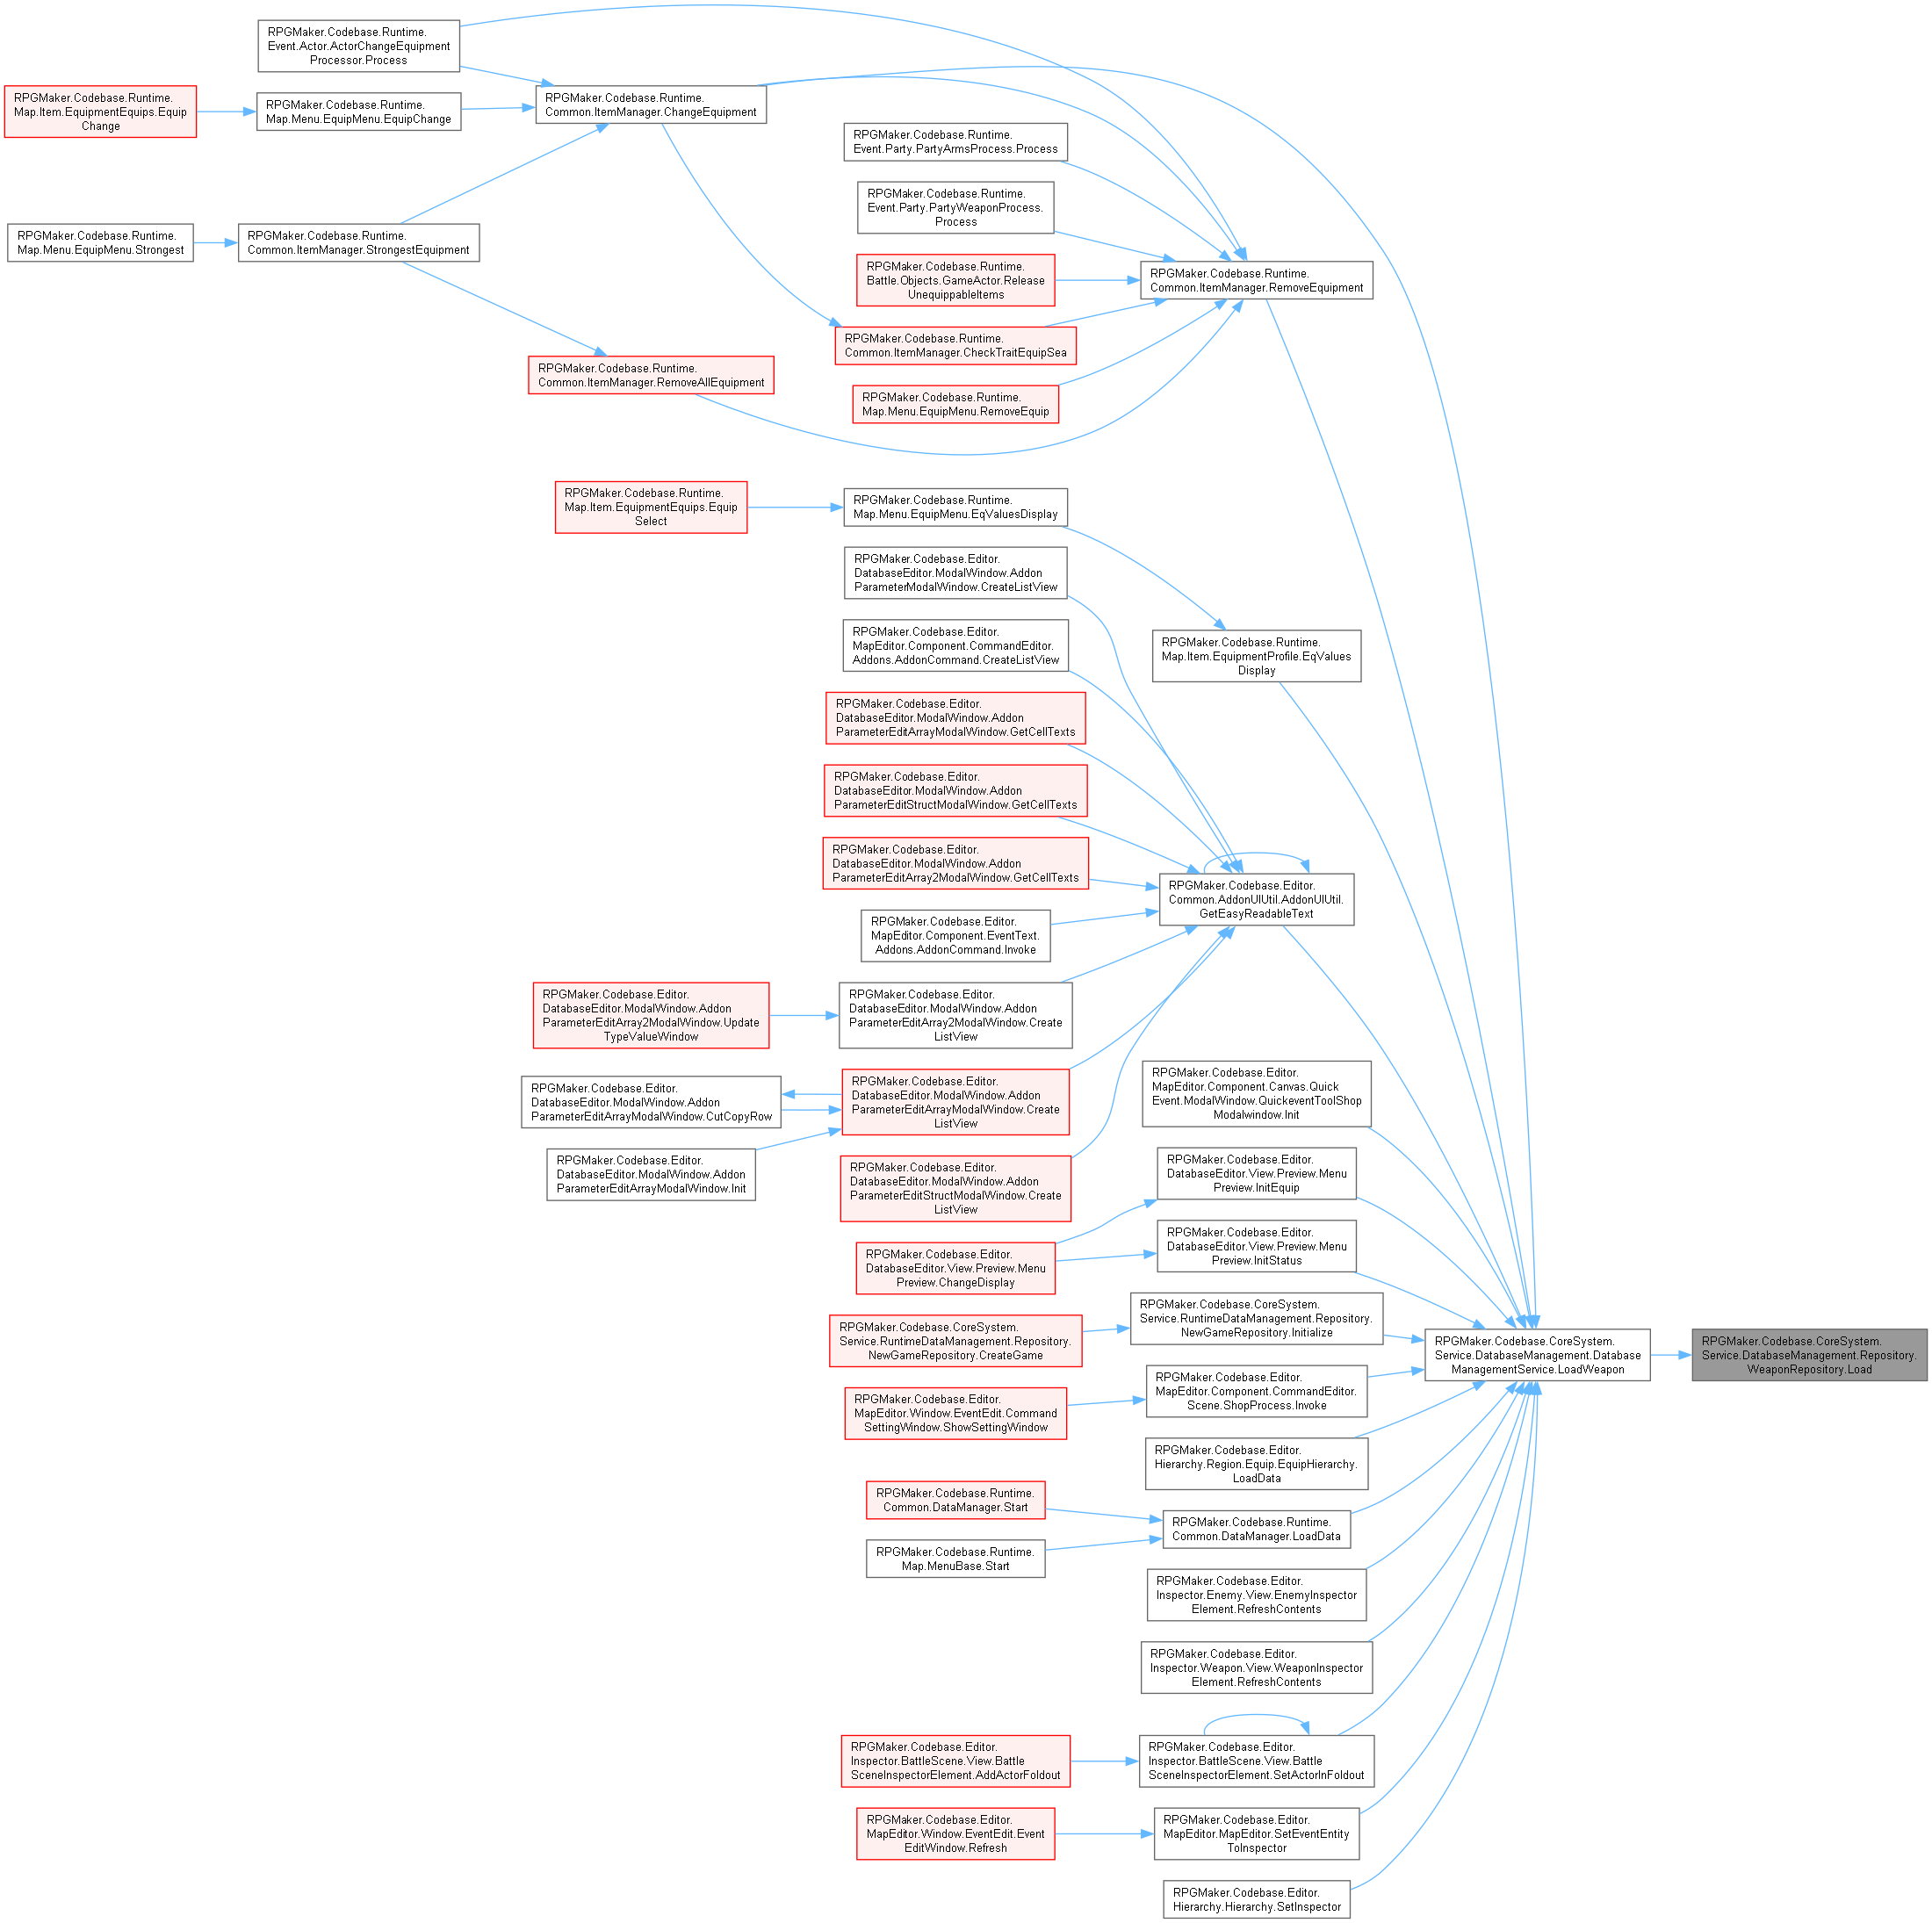 RPGMaker.Codebase.Runtime.
Event.Actor.ActorChangeEquipment
Processor.Process
RPGMaker.Codebase.Runtime.
Map.Item.EquipmentEquips.Equip
Change
RPGMaker.Codebase.Runtime.
Map.Menu.EquipMenu.EquipChange
RPGMaker.Codebase.Runtime.
Common.ItemManager.ChangeEquipment
RPGMaker.Codebase.Runtime.
Event.Party.PartyArmsProcess.Process
RPGMaker.Codebase.Runtime.
Event.Party.PartyWeaponProcess.
Process
RPGMaker.Codebase.Runtime.
Map.Menu.EquipMenu.Strongest
RPGMaker.Codebase.Runtime.
Common.ItemManager.StrongestEquipment
RPGMaker.Codebase.Runtime.
Battle.Objects.GameActor.Release
UnequippableItems
RPGMaker.Codebase.Runtime.
Common.ItemManager.RemoveEquipment
RPGMaker.Codebase.Runtime.
Common.ItemManager.CheckTraitEquipSea
RPGMaker.Codebase.Runtime.
Common.ItemManager.RemoveAllEquipment
RPGMaker.Codebase.Runtime.
Map.Menu.EquipMenu.RemoveEquip
RPGMaker.Codebase.Runtime.
Map.Item.EquipmentEquips.Equip
Select
RPGMaker.Codebase.Runtime.
Map.Menu.EquipMenu.EqValuesDisplay
RPGMaker.Codebase.Editor.
DatabaseEditor.ModalWindow.Addon
ParameterModalWindow.CreateListView
RPGMaker.Codebase.Editor.
MapEditor.Component.CommandEditor.
Addons.AddonCommand.CreateListView
RPGMaker.Codebase.Runtime.
Map.Item.EquipmentProfile.EqValues
Display
RPGMaker.Codebase.Editor.
DatabaseEditor.ModalWindow.Addon
ParameterEditArrayModalWindow.GetCellTexts
RPGMaker.Codebase.Editor.
DatabaseEditor.ModalWindow.Addon
ParameterEditStructModalWindow.GetCellTexts
RPGMaker.Codebase.Editor.
DatabaseEditor.ModalWindow.Addon
ParameterEditArray2ModalWindow.GetCellTexts
RPGMaker.Codebase.Editor.
Common.AddonUIUtil.AddonUIUtil.
GetEasyReadableText
RPGMaker.Codebase.Editor.
MapEditor.Component.EventText.
Addons.AddonCommand.Invoke
RPGMaker.Codebase.Editor.
DatabaseEditor.ModalWindow.Addon
ParameterEditArray2ModalWindow.Update
TypeValueWindow
RPGMaker.Codebase.Editor.
DatabaseEditor.ModalWindow.Addon
ParameterEditArray2ModalWindow.Create
ListView
RPGMaker.Codebase.Editor.
DatabaseEditor.ModalWindow.Addon
ParameterEditArrayModalWindow.CutCopyRow
RPGMaker.Codebase.Editor.
DatabaseEditor.ModalWindow.Addon
ParameterEditArrayModalWindow.Create
ListView
RPGMaker.Codebase.Editor.
MapEditor.Component.Canvas.Quick
Event.ModalWindow.QuickeventToolShop
Modalwindow.Init
RPGMaker.Codebase.Editor.
DatabaseEditor.ModalWindow.Addon
ParameterEditArrayModalWindow.Init
RPGMaker.Codebase.Editor.
DatabaseEditor.ModalWindow.Addon
ParameterEditStructModalWindow.Create
ListView
RPGMaker.Codebase.Editor.
DatabaseEditor.View.Preview.Menu
Preview.InitEquip
RPGMaker.Codebase.Editor.
DatabaseEditor.View.Preview.Menu
Preview.InitStatus
RPGMaker.Codebase.Editor.
DatabaseEditor.View.Preview.Menu
Preview.ChangeDisplay
RPGMaker.Codebase.CoreSystem.
Service.RuntimeDataManagement.Repository.
NewGameRepository.Initialize
RPGMaker.Codebase.CoreSystem.
Service.RuntimeDataManagement.Repository.
NewGameRepository.CreateGame
RPGMaker.Codebase.CoreSystem.
Service.DatabaseManagement.Database
ManagementService.LoadWeapon
RPGMaker.Codebase.CoreSystem.
Service.DatabaseManagement.Repository.
WeaponRepository.Load
RPGMaker.Codebase.Editor.
MapEditor.Component.CommandEditor.
Scene.ShopProcess.Invoke
RPGMaker.Codebase.Editor.
MapEditor.Window.EventEdit.Command
SettingWindow.ShowSettingWindow
RPGMaker.Codebase.Editor.
Hierarchy.Region.Equip.EquipHierarchy.
LoadData
RPGMaker.Codebase.Runtime.
Common.DataManager.Start
RPGMaker.Codebase.Runtime.
Common.DataManager.LoadData
RPGMaker.Codebase.Runtime.
Map.MenuBase.Start
RPGMaker.Codebase.Editor.
Inspector.Enemy.View.EnemyInspector
Element.RefreshContents
RPGMaker.Codebase.Editor.
Inspector.Weapon.View.WeaponInspector
Element.RefreshContents
RPGMaker.Codebase.Editor.
Inspector.BattleScene.View.Battle
SceneInspectorElement.AddActorFoldout
RPGMaker.Codebase.Editor.
Inspector.BattleScene.View.Battle
SceneInspectorElement.SetActorInFoldout
RPGMaker.Codebase.Editor.
MapEditor.Window.EventEdit.Event
EditWindow.Refresh
RPGMaker.Codebase.Editor.
MapEditor.MapEditor.SetEventEntity
ToInspector
RPGMaker.Codebase.Editor.
Hierarchy.Hierarchy.SetInspector